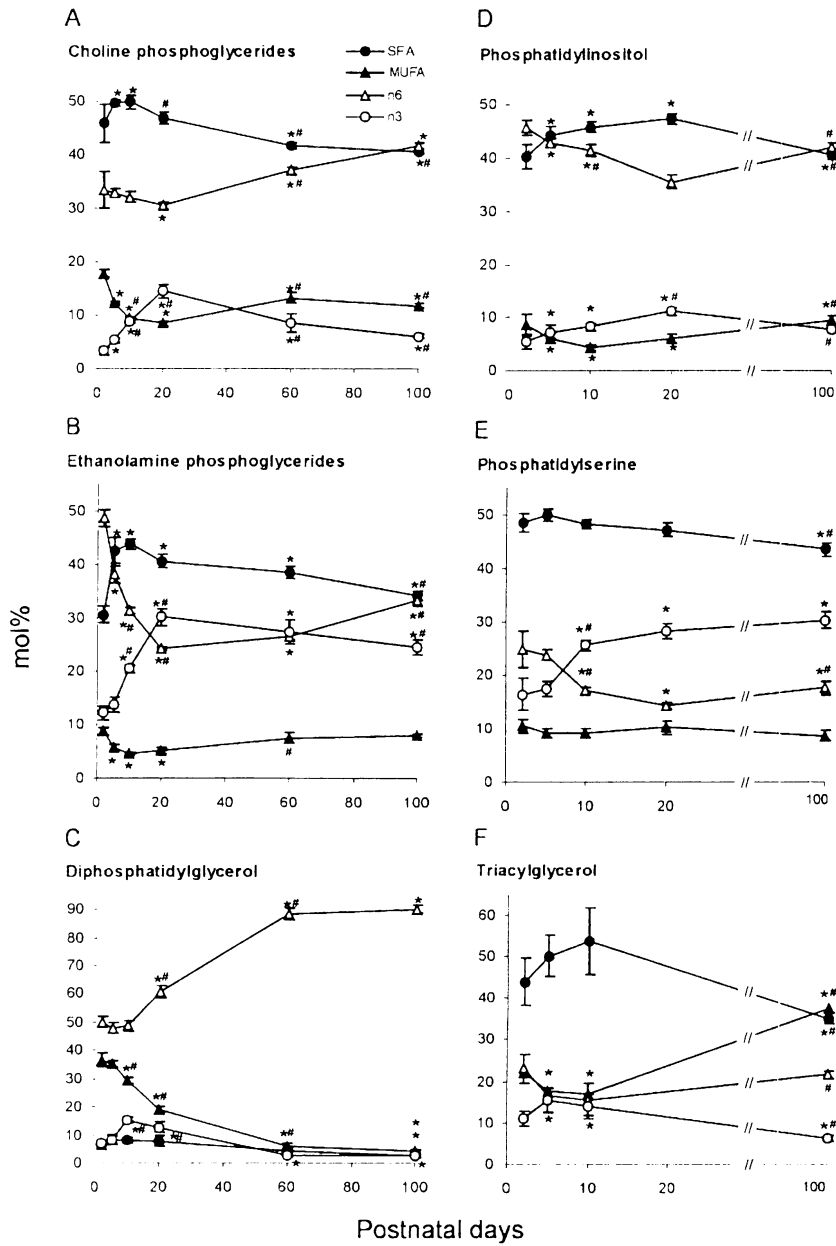 A
Choline phosphoglycerides
SFA
MUFA
n6
n3
50
40
30
20
10
0
0 20 40 60 80 100
B
Ethanolamine phosphoglycerides
50
40
30
20
10
0
0 20 40 60 80 100
C
Diphosphatidylglycerol
90
80
70
60
50
40
30
20
10
0
0 20 40 60 80 100
D
Phosphatidylinositol
50
40
30
20
10
0
0 10 20 100
E
Phosphatidylserine
50
40
30
20
10
0
0 10 20 100
F
Triacylglycerol
60
50
40
30
20
10
0
0 10 20 100
mol%
Postnatal days